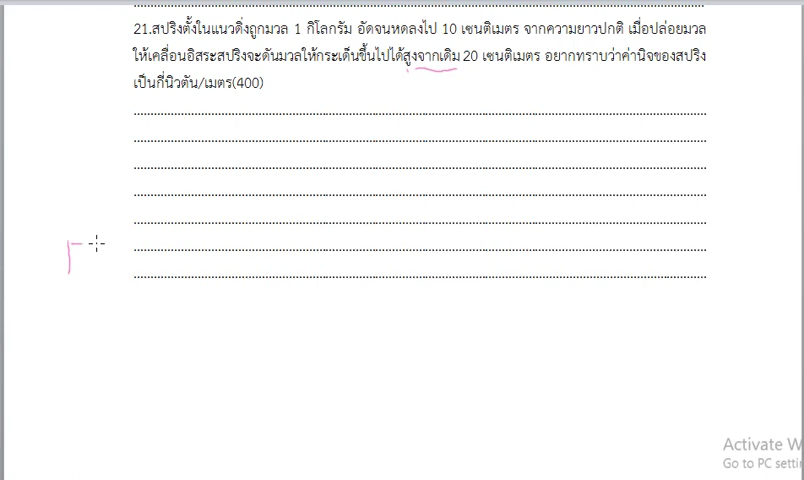 21.สปริงตั้งในแนวดิ่งถูกมวล 1 กิโลกรัม อัดจนหดลงไป 10 เซนติเมตร จากความยาวปกติ เมื่อปล่อยมวล
ให้เคลื่อนอิสระสปริงจะดันมวลให้กระเด็นขึ้นไปได้สูงจากเดิม 20 เซนติเมตร อยากทราบว่าค่านิจของสปริง
เป็นกี่นิวตัน/เมตร(400)
Activate W
Go to PC settin